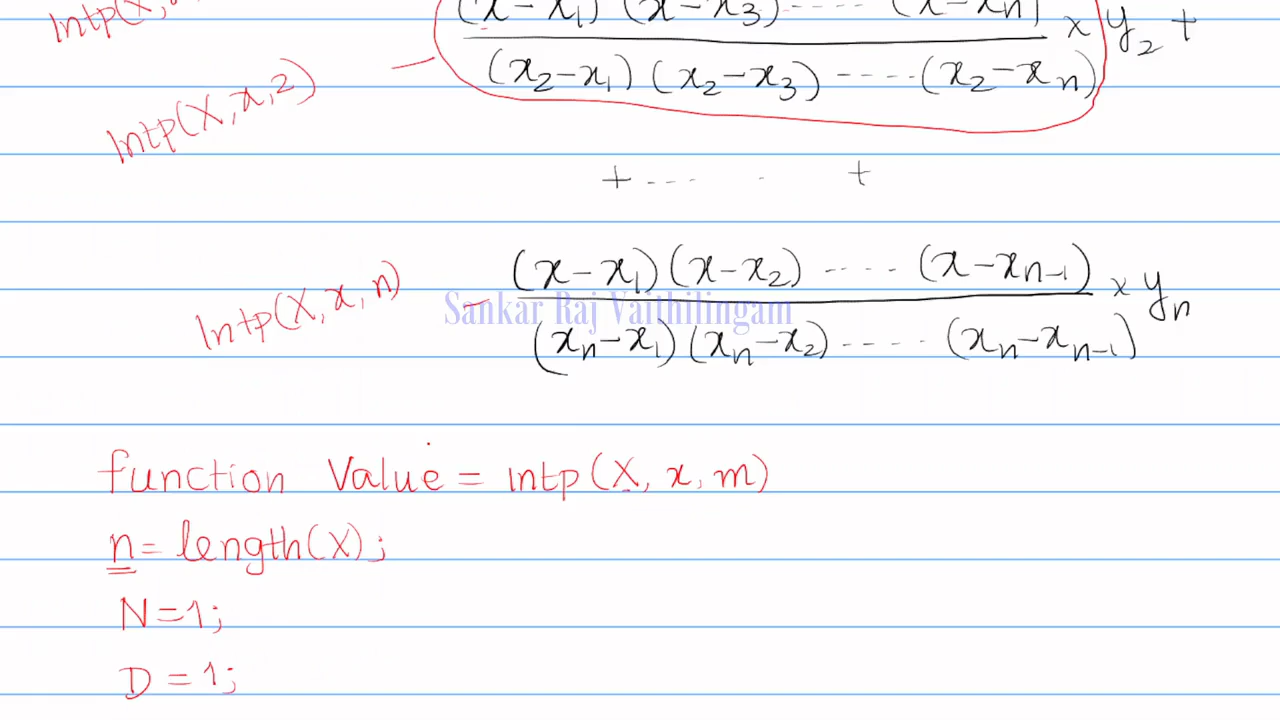 Intp(X,
(x-x1) (x-x3) ..... (x-xn)
(x2-x1) (x2-x3) ----- (x2-xn) × y2 +
Intp(X, x, 2)
+ --- - +
Intp(X, x, n)
(x-x1)(x-x2) ---- (x-xn-1)
(xn-x1)(xn-x2) ----- (xn-xn-1) × yn
Sankar Raj Vaithilingam
function Value = intp(X, x, m)
n = length(X);
N=1;
D = 1;